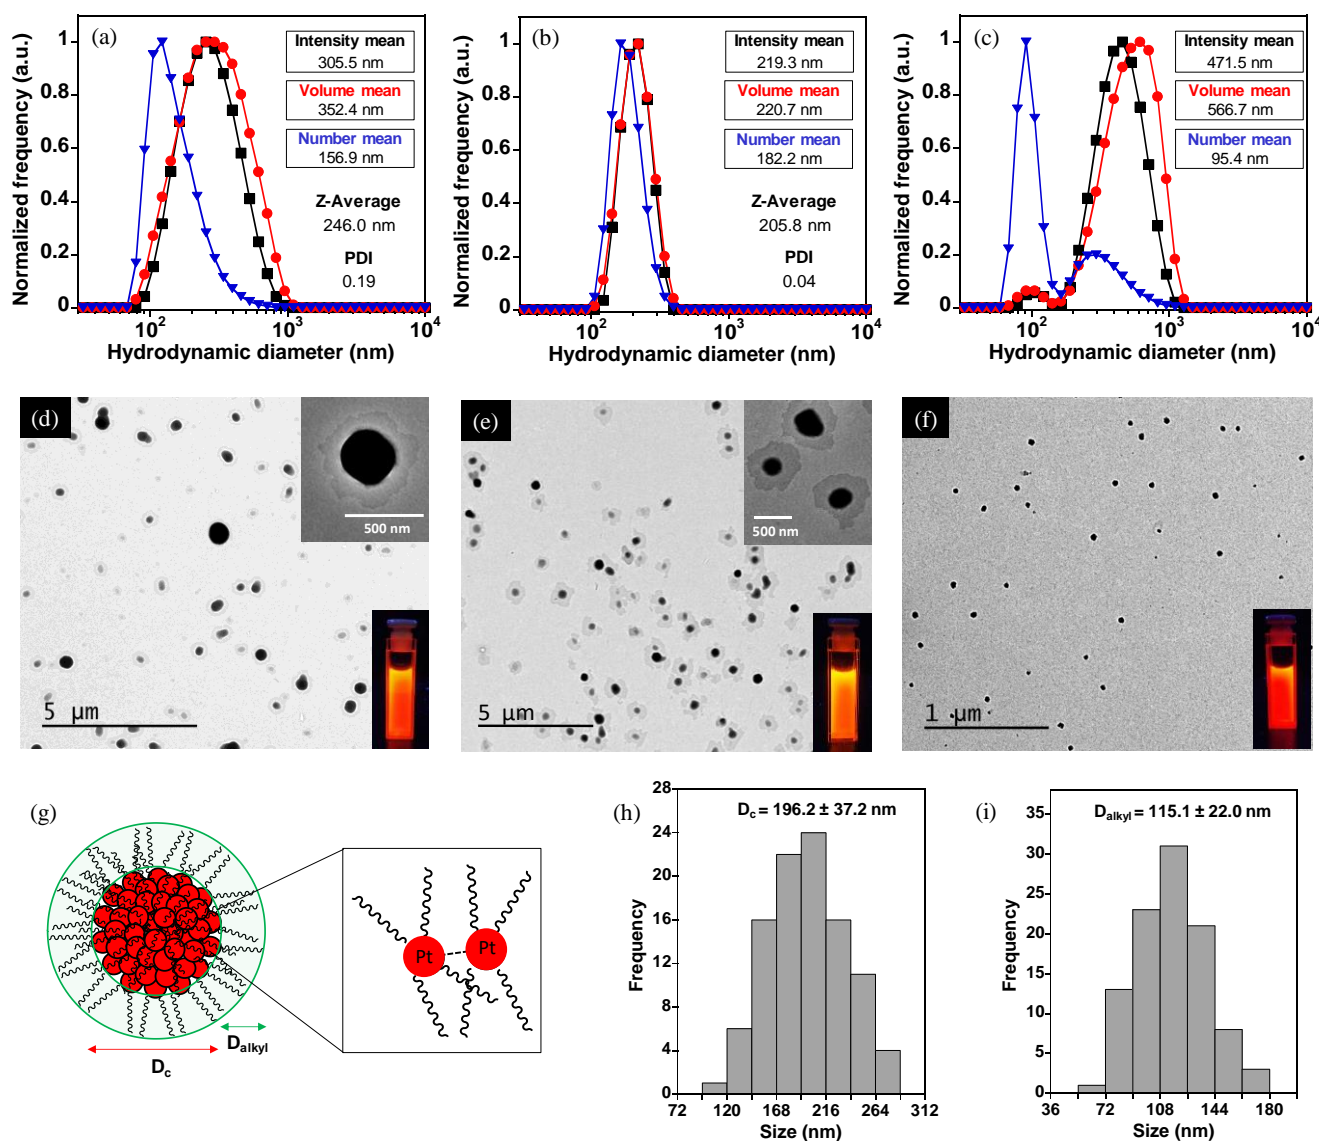 (a)
Normalized frequency (a.u.)
1
0.8
0.6
0.4
0.2
0
10² 10³ 10⁴
Hydrodynamic diameter (nm)
Intensity mean
305.5 nm
Volume mean
352.4 nm
Number mean
156.9 nm
Z-Average
246.0 nm
PDI
0.19
(b)
Normalized frequency (a.u.)
1
0.8
0.6
0.4
0.2
0
10² 10³ 10⁴
Hydrodynamic diameter (nm)
Intensity mean
219.3 nm
Volume mean
220.7 nm
Number mean
182.2 nm
Z-Average
205.8 nm
PDI
0.04
(c)
Normalized frequency (a.u.)
1
0.8
0.6
0.4
0.2
0
10² 10³ 10⁴
Hydrodynamic diameter (nm)
Intensity mean
471.5 nm
Volume mean
566.7 nm
Number mean
95.4 nm
(d)
500 nm
5 µm
(e)
500 nm
5 µm
(f)
1 µm
(g)
Pt Pt
D_alkyl
D_c
(h)
D_c = 196.2 ± 37.2 nm
Frequency
28
24
20
16
12
8
4
0
72 120 168 216 264 312
Size (nm)
(i)
D_alkyl = 115.1 ± 22.0 nm
Frequency
35
30
25
20
15
10
5
0
36 72 108 144 180
Size (nm)